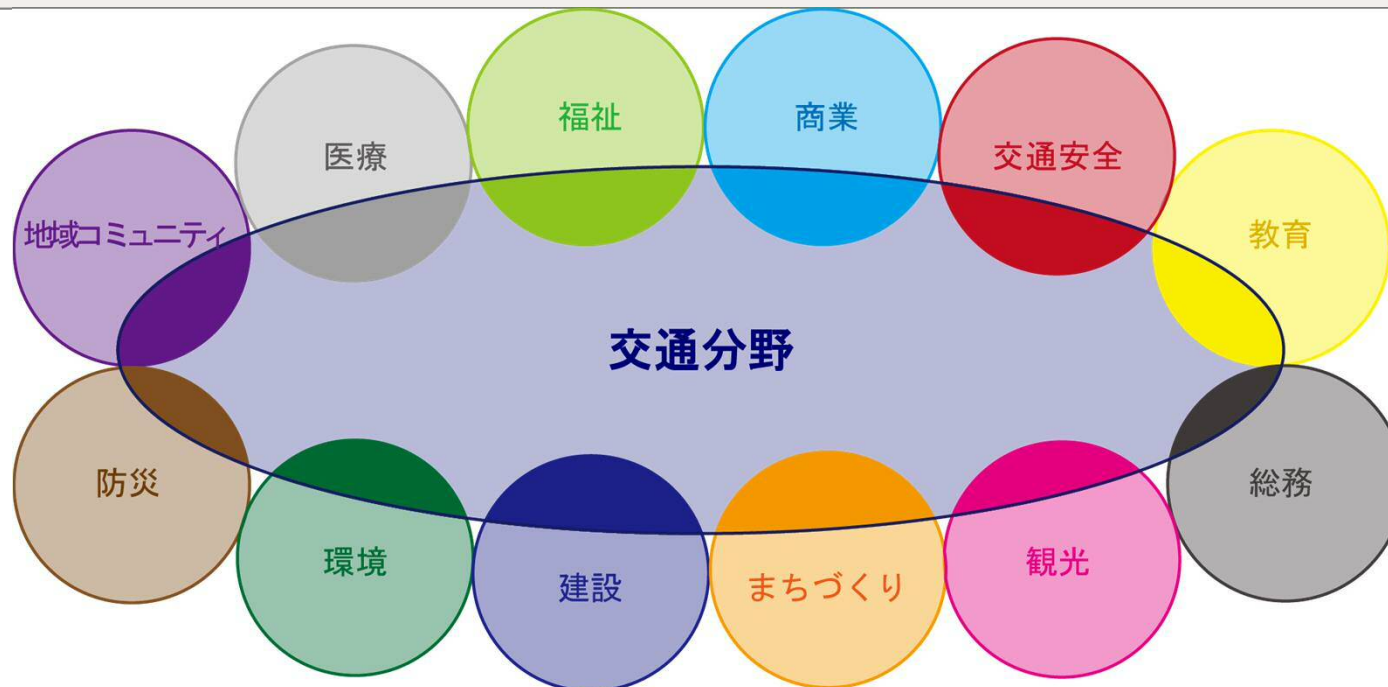 福祉
商業
医療
交通安全
地域コミュニティ
教育
交通分野
防災
総務
環境
建設
まちづくり
観光